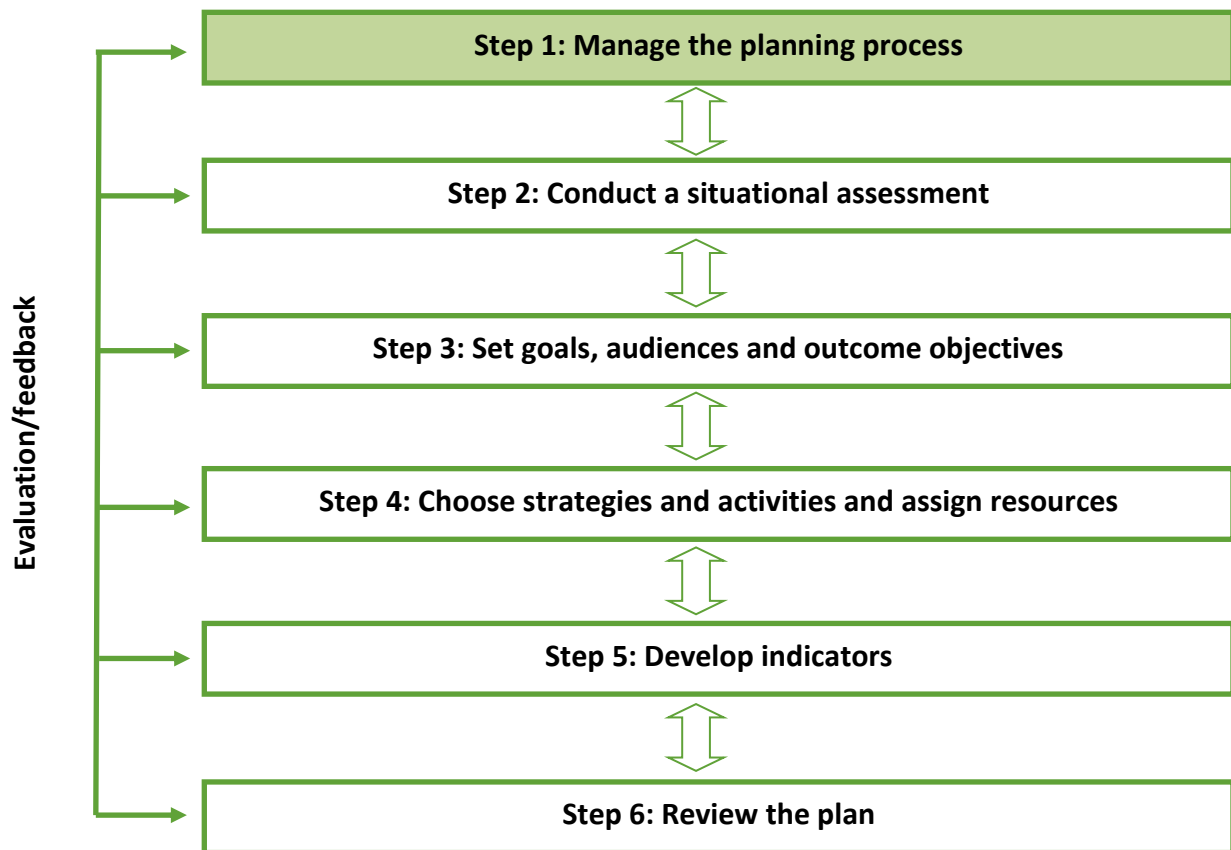 Step 1: Manage the planning process
Step 2: Conduct a situational assessment
Step 3: Set goals, audiences and outcome objectives
Step 4: Choose strategies and activities and assign resources
Step 5: Develop indicators
Step 6: Review the plan
Evaluation/feedback